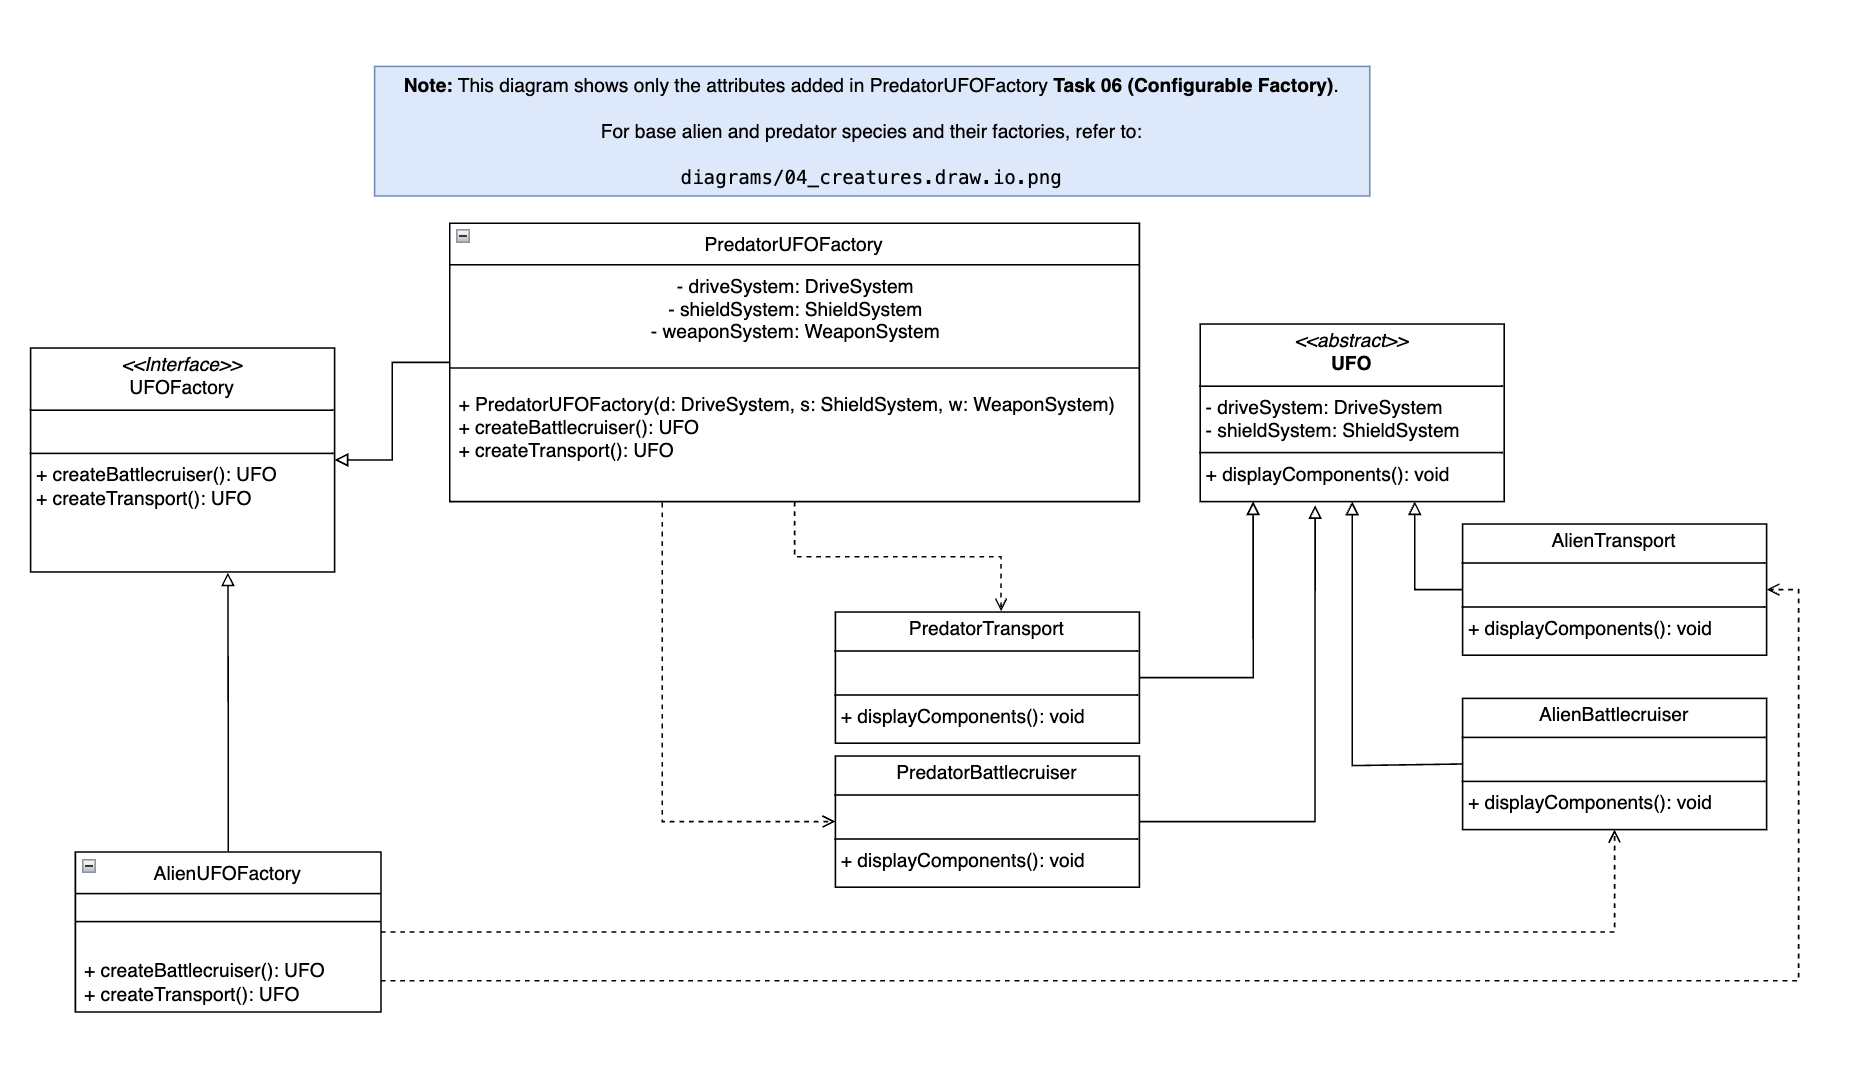 Note: This diagram shows only the attributes added in PredatorUFOFactory Task 06 (Configurable Factory).
For base alien and predator species and their factories, refer to:
diagrams/04_creatures.draw.io.png
PredatorUFOFactory
- driveSystem: DriveSystem
- shieldSystem: ShieldSystem
- weaponSystem: WeaponSystem
+ PredatorUFOFactory(d: DriveSystem, s: ShieldSystem, w: WeaponSystem)
+ createBattlecruiser(): UFO
+ createTransport(): UFO
<<Interface>>
UFOFactory
+ createBattlecruiser(): UFO
+ createTransport(): UFO
<<abstract>>
UFO
- driveSystem: DriveSystem
- shieldSystem: ShieldSystem
+ displayComponents(): void
AlienTransport
+ displayComponents(): void
PredatorTransport
+ displayComponents(): void
AlienBattlecruiser
+ displayComponents(): void
PredatorBattlecruiser
+ displayComponents(): void
AlienUFOFactory
+ createBattlecruiser(): UFO
+ createTransport(): UFO